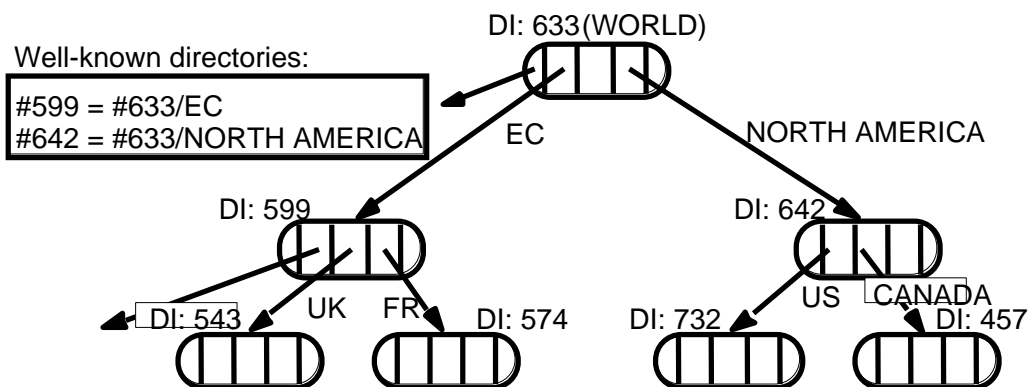 DI: 633 (WORLD)
Well-known directories:
#599 = #633/EC
#642 = #633/NORTH AMERICA
EC
NORTH AMERICA
DI: 599
DI: 642
UK
FR
US
CANADA
DI: 543
DI: 574
DI: 732
DI: 457